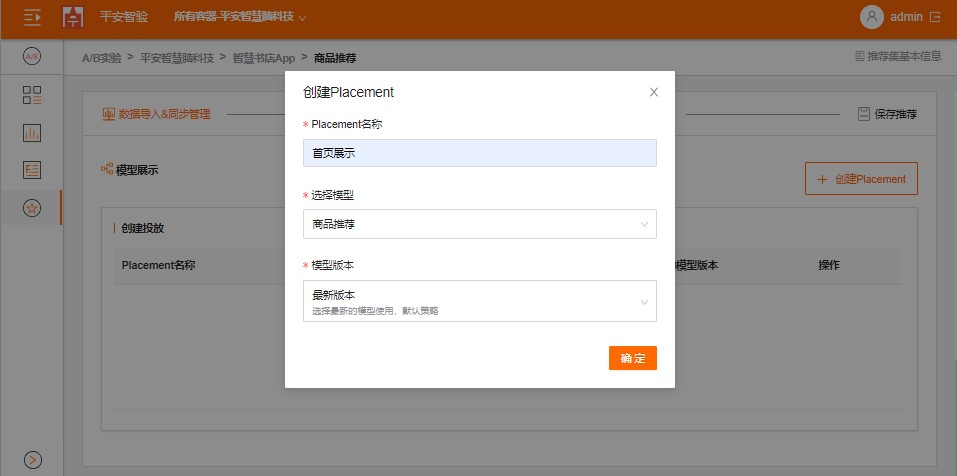 平安智验
所有容器-平安智慧脑科技
admin
A/B
A/B实验 > 平安智慧脑科技 > 智慧书店App > 商品推荐
推荐集基本信息
数据导入&同步管理
保存推荐
模型展示
+ 创建Placement
创建投放
Placement名称
模型版本
操作
创建Placement
* Placement名称
首页展示
* 选择模型
商品推荐
* 模型版本
最新版本
选择最新的模型使用，默认策略
确 定